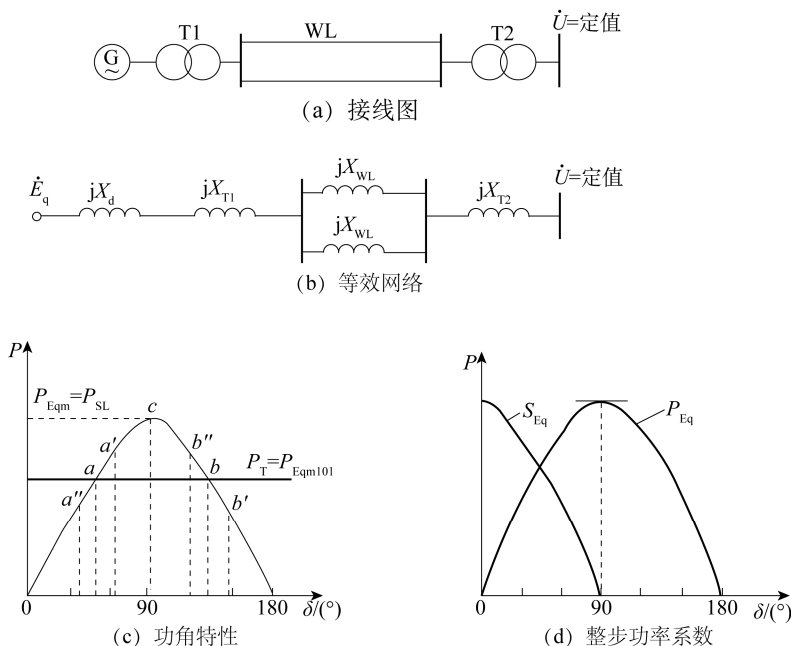 G
~
T1
WL
T2
U̇=定值
(a) 接线图
Ė_q
jX_d
jX_T1
jX_WL
jX_WL
jX_T2
U̇=定值
(b) 等效网络
P
P_Eqm=P_SL
c
a'
b''
a
b
P_T=P_Eqm101
a''
b'
0
90
180
δ/(°)
(c) 功角特性
P
S_Eq
P_Eq
0
90
180
δ/(°)
(d) 整步功率系数